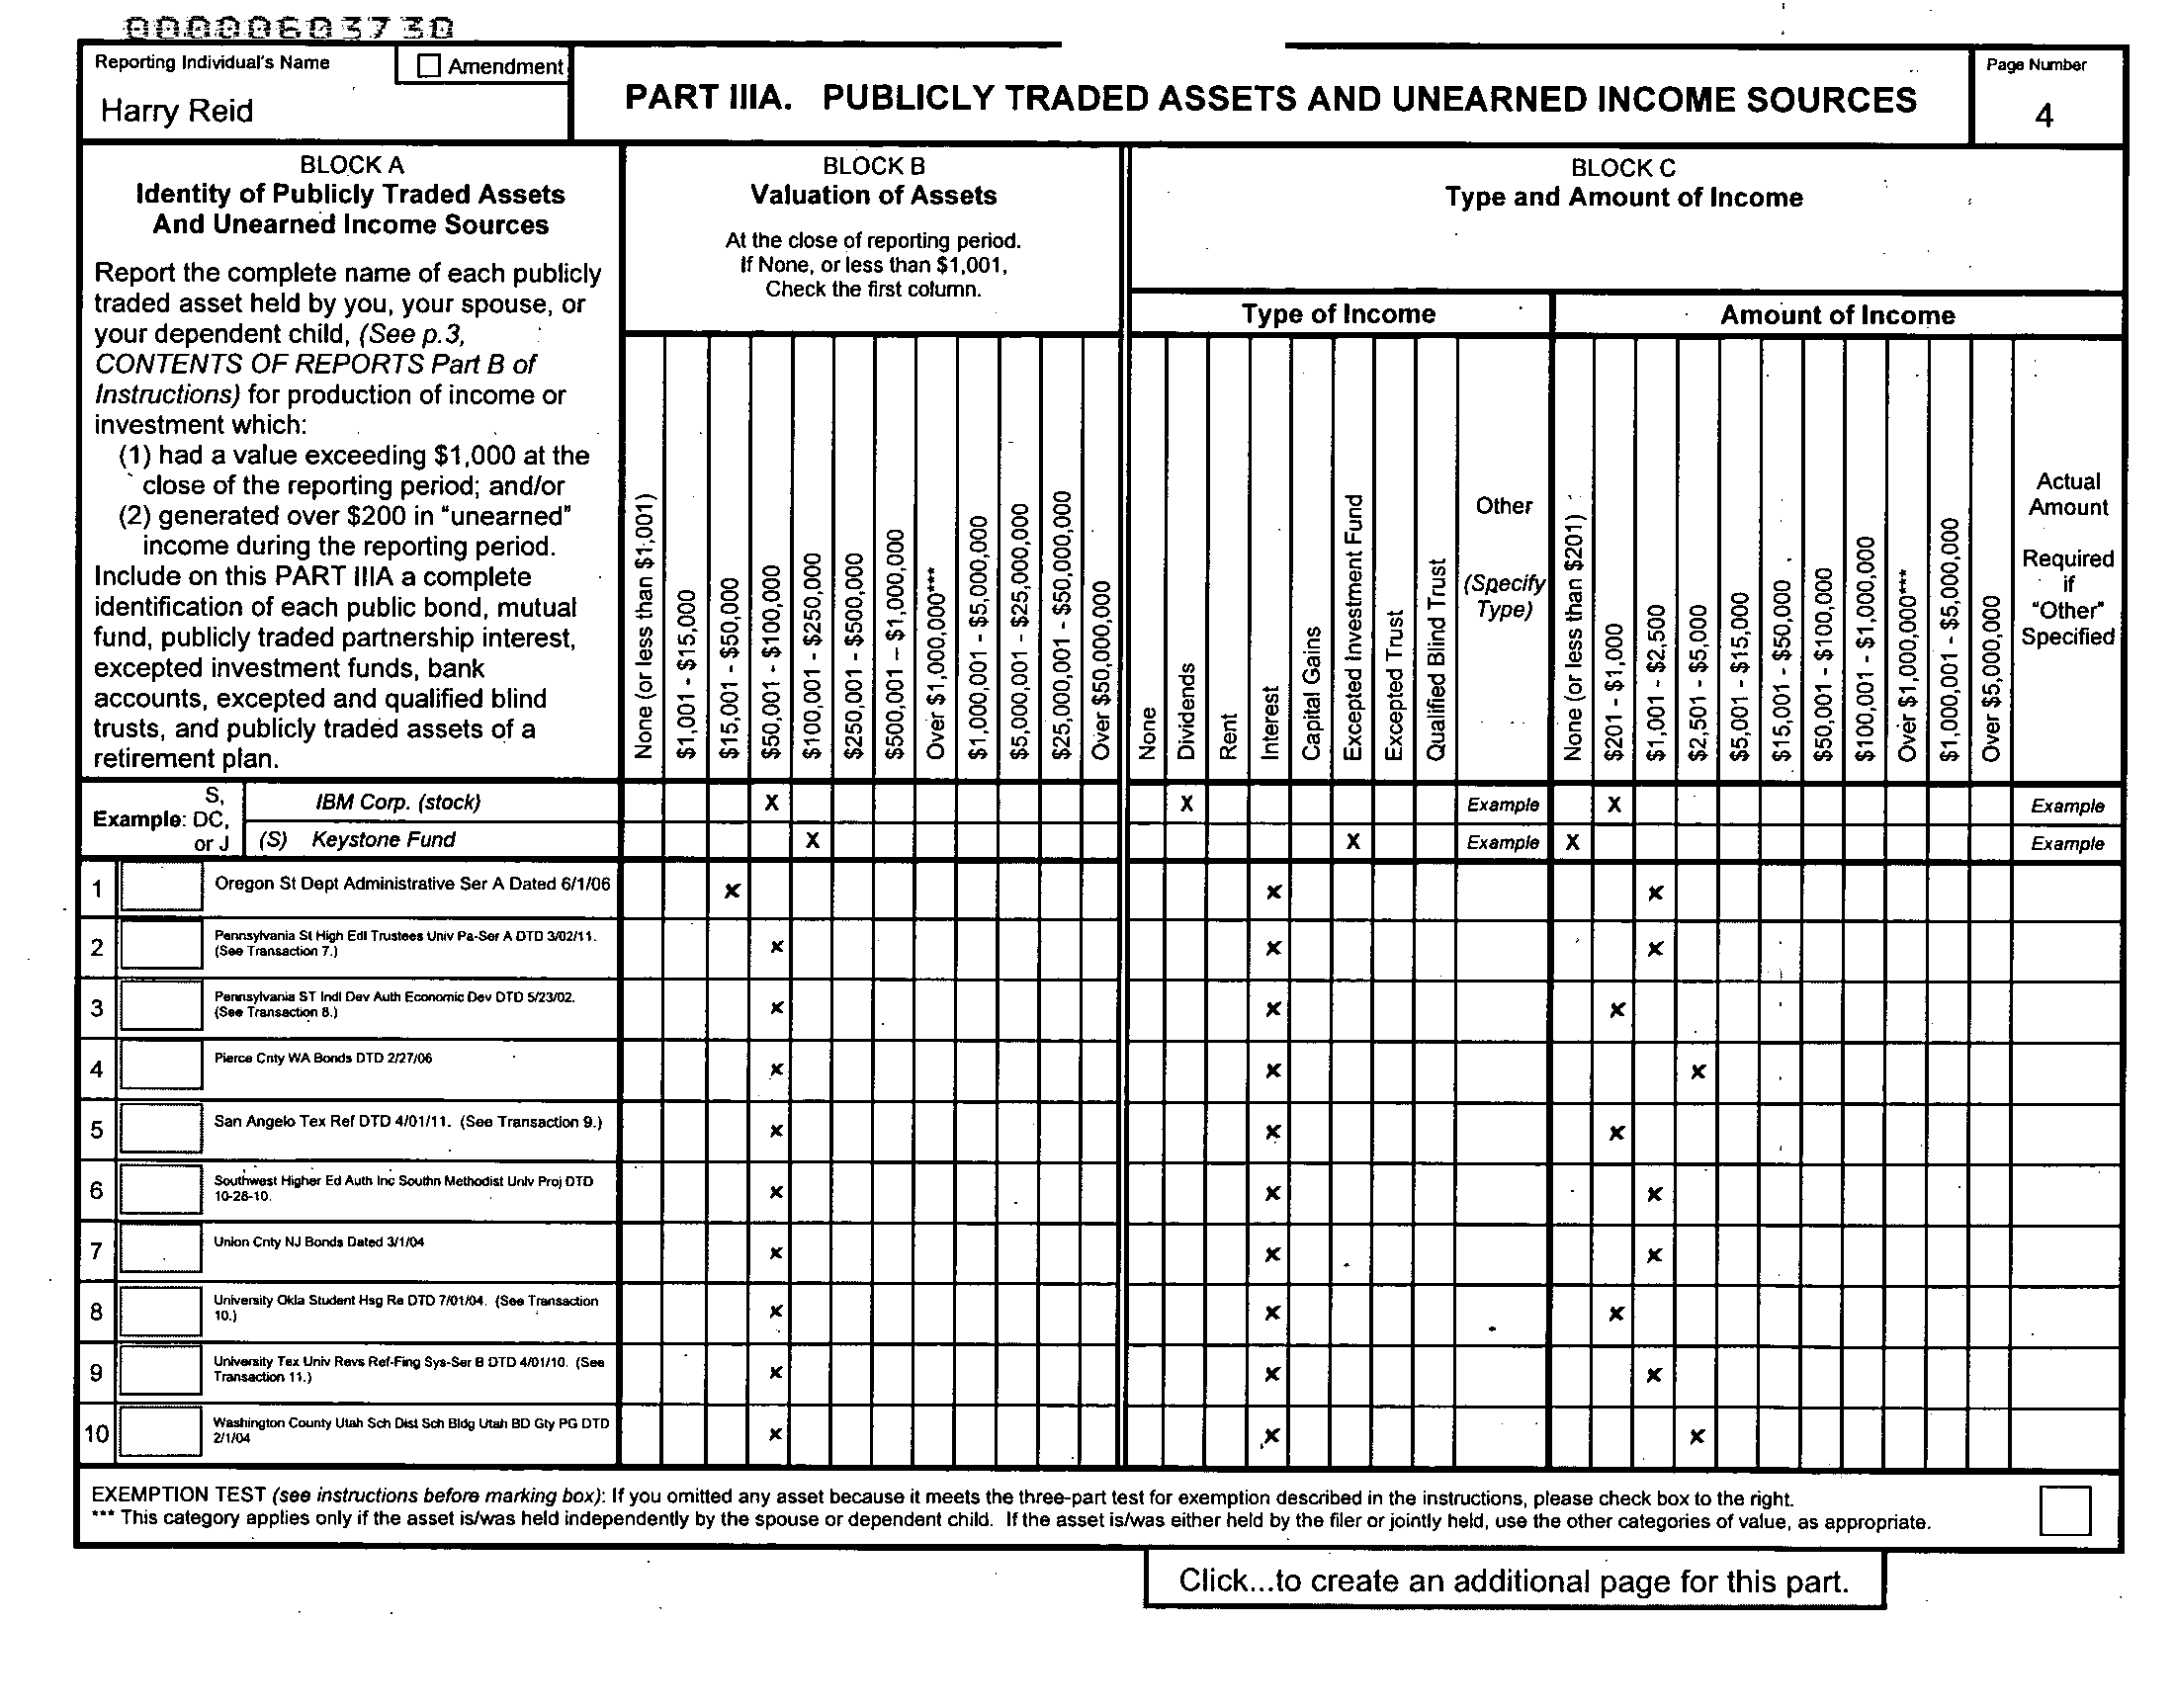 00000603730
Reporting Individual's Name
Amendment
Harry Reid
PART IIIA. PUBLICLY TRADED ASSETS AND UNEARNED INCOME SOURCES
Page Number
4
BLOCK A
Identity of Publicly Traded Assets
And Unearned Income Sources
Report the complete name of each publicly
traded asset held by you, your spouse, or
your dependent child, (See p.3,
CONTENTS OF REPORTS Part B of
Instructions) for production of income or
investment which:
(1) had a value exceeding $1,000 at the
close of the reporting period; and/or
(2) generated over $200 in "unearned"
income during the reporting period.
Include on this PART IIIA a complete
identification of each public bond, mutual
fund, publicly traded partnership interest,
excepted investment funds, bank
accounts, excepted and qualified blind
trusts, and publicly traded assets of a
retirement plan.
BLOCK B
Valuation of Assets
At the close of reporting period.
If None, or less than $1,001,
Check the first column.
None (or less than $1,001)
$1,001 - $15,000
$15,001 - $50,000
$50,001 - $100,000
$100,001 - $250,000
$250,001 - $500,000
$500,001 – $1,000,000
Over $1,000,000***
$1,000,001 - $5,000,000
$5,000,001 - $25,000,000
$25,000,001 - $50,000,000
Over $50,000,000
BLOCK C
Type and Amount of Income
Type of Income
None
Dividends
Rent
Interest
Capital Gains
Excepted Investment Fund
Excepted Trust
Qualified Blind Trust
Other
(Specify
Type)
Amount of Income
None (or less than $201)
$201 - $1,000
$1,001 - $2,500
$2,501 - $5,000
$5,001 - $15,000
$15,001 - $50,000
$50,001 - $100,000
$100,001 - $1,000,000
Over $1,000,000***
$1,000,001 - $5,000,000
Over $5,000,000
Actual
Amount
Required
if
"Other"
Specified
Example: S,
DC,
or J
IBM Corp. (stock) X X Example X Example
(S) Keystone Fund X X Example X Example
1 Oregon St Dept Administrative Ser A Dated 6/1/06 x x x
2 Pennsylvania St High Edl Trustees Univ Pa-Ser A DTD 3/02/11.
(See Transaction 7.) x x x
3 Pennsylvania ST Indl Dev Auth Economic Dev DTD 5/23/02.
(See Transaction 8.) x x x
4 Pierce Cnty WA Bonds DTD 2/27/06 x x x
5 San Angelo Tex Ref DTD 4/01/11. (See Transaction 9.) x x x
6 Southwest Higher Ed Auth Inc Southn Methodist Univ Proj DTD
10-28-10. x x x
7 Union Cnty NJ Bonds Dated 3/1/04 x x x
8 University Okla Student Hsg Re DTD 7/01/04. (See Transaction
10.) x x x
9 University Tex Univ Revs Ref-Fing Sys-Ser B DTD 4/01/10. (See
Transaction 11.) x x x
10 Washington County Utah Sch Dist Sch Bldg Utah BD Gty PG DTD
2/1/04 x x x
EXEMPTION TEST (see instructions before marking box): If you omitted any asset because it meets the three-part test for exemption described in the instructions, please check box to the right.
*** This category applies only if the asset is/was held independently by the spouse or dependent child. If the asset is/was either held by the filer or jointly held, use the other categories of value, as appropriate.
Click...to create an additional page for this part.